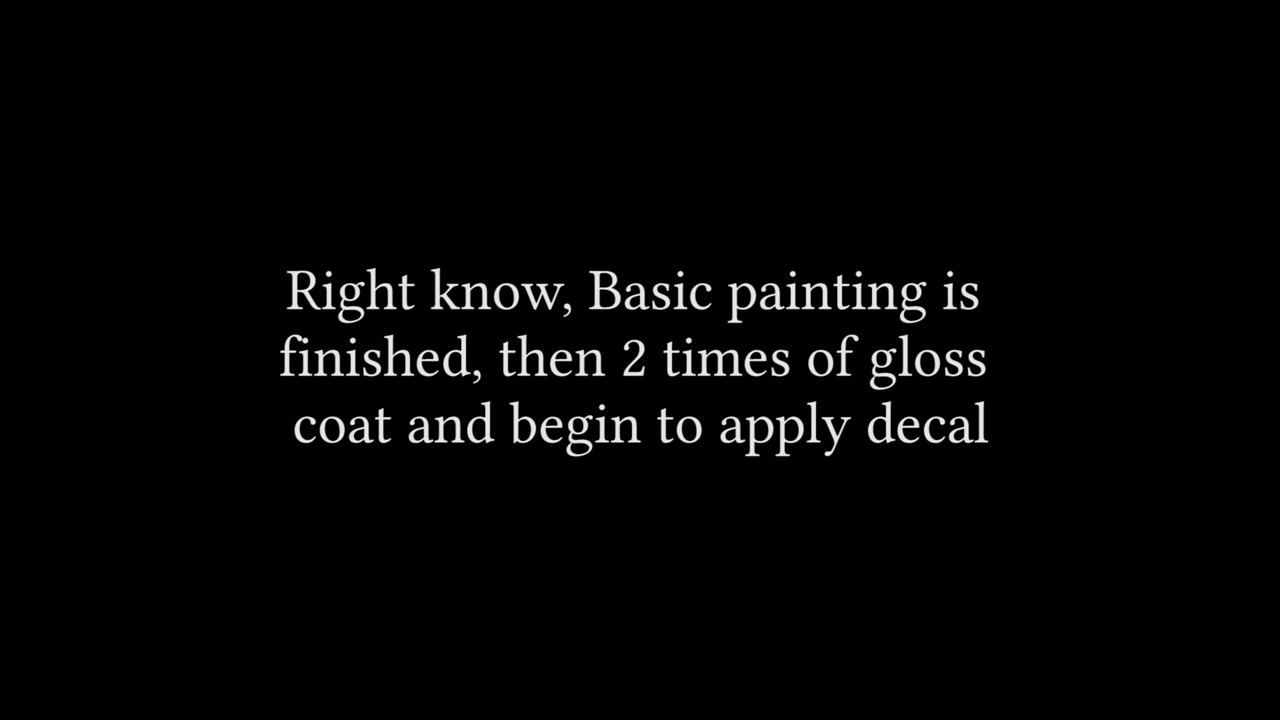 Right know, Basic painting is
finished, then 2 times of gloss
coat and begin to apply decal